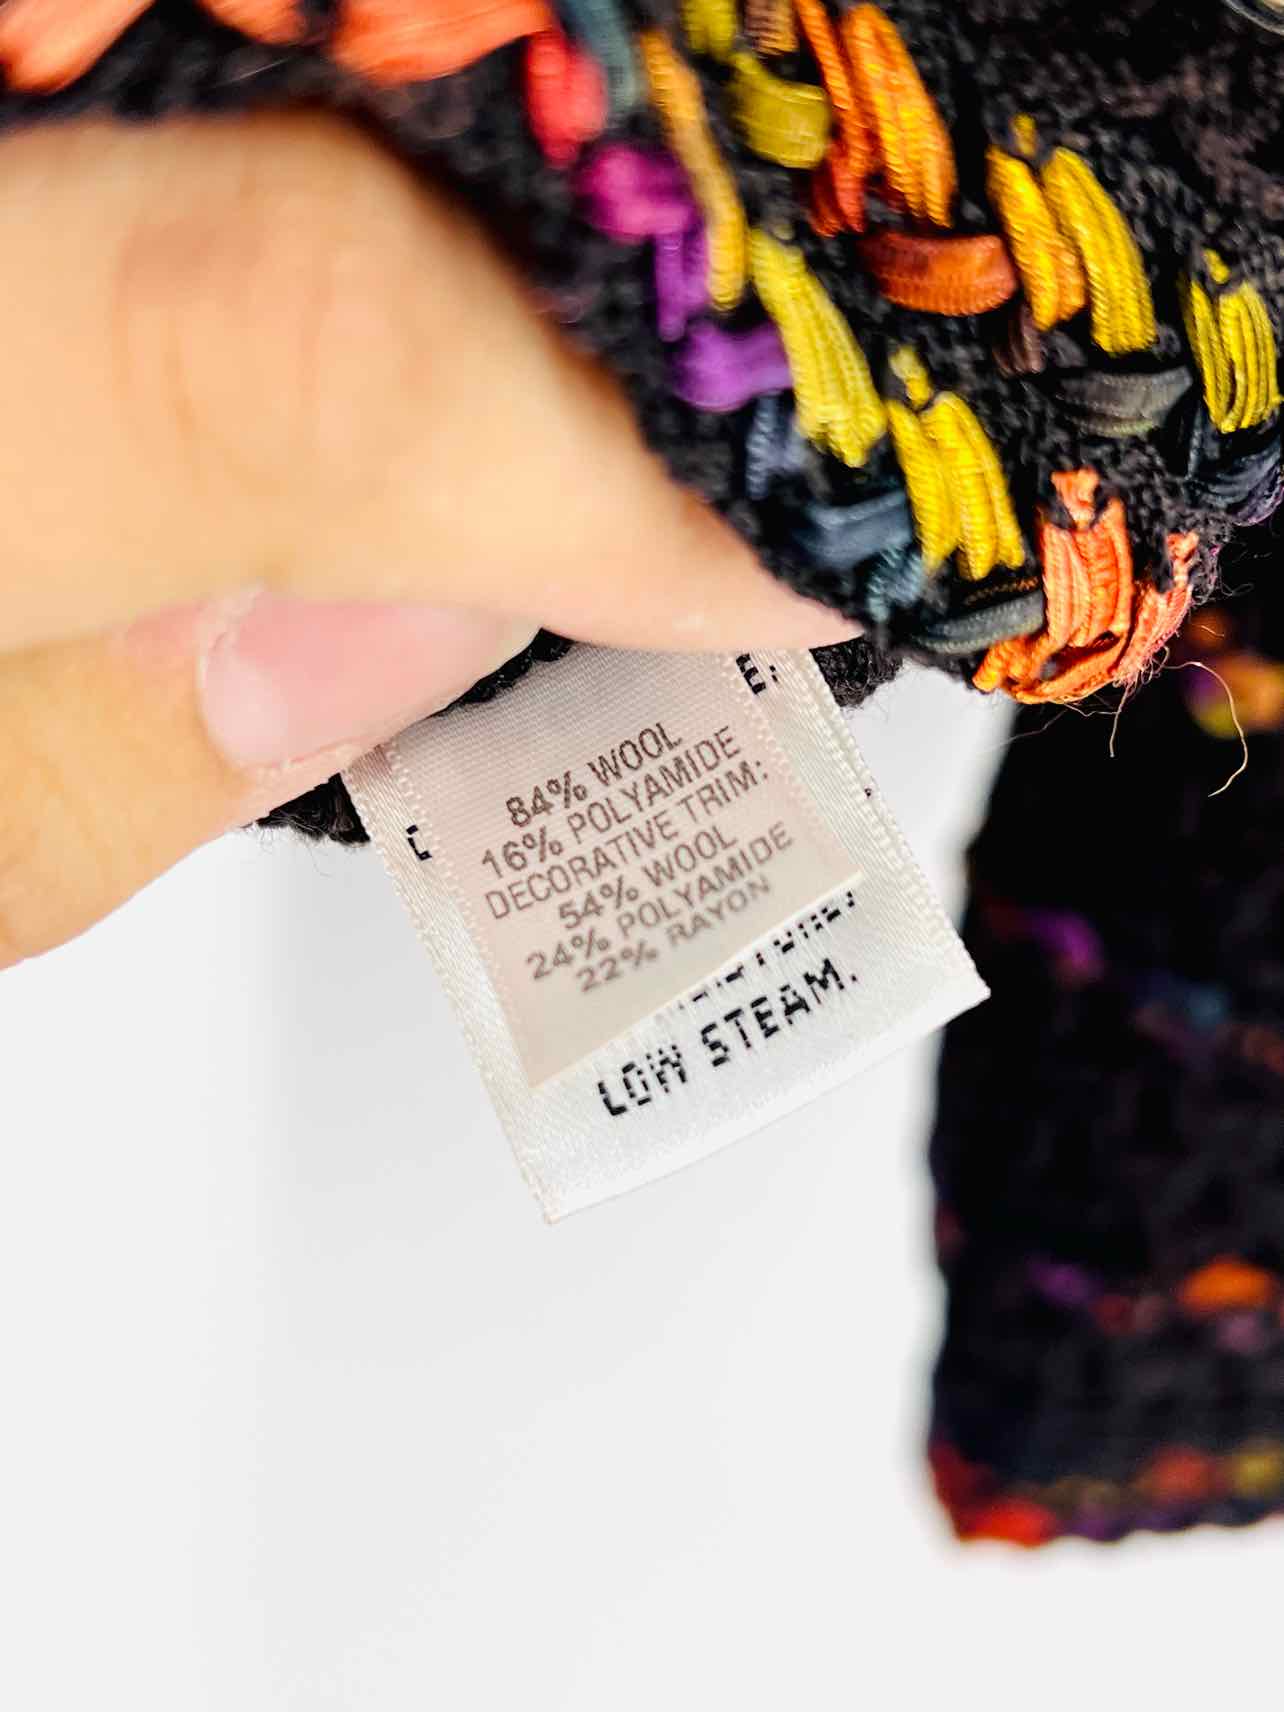 E.
84% WOOL
16% POLYAMIDE
DECORATIVE TRIM:
54% WOOL
24% POLYAMIDE
22% RAYON
LOW STEAM.